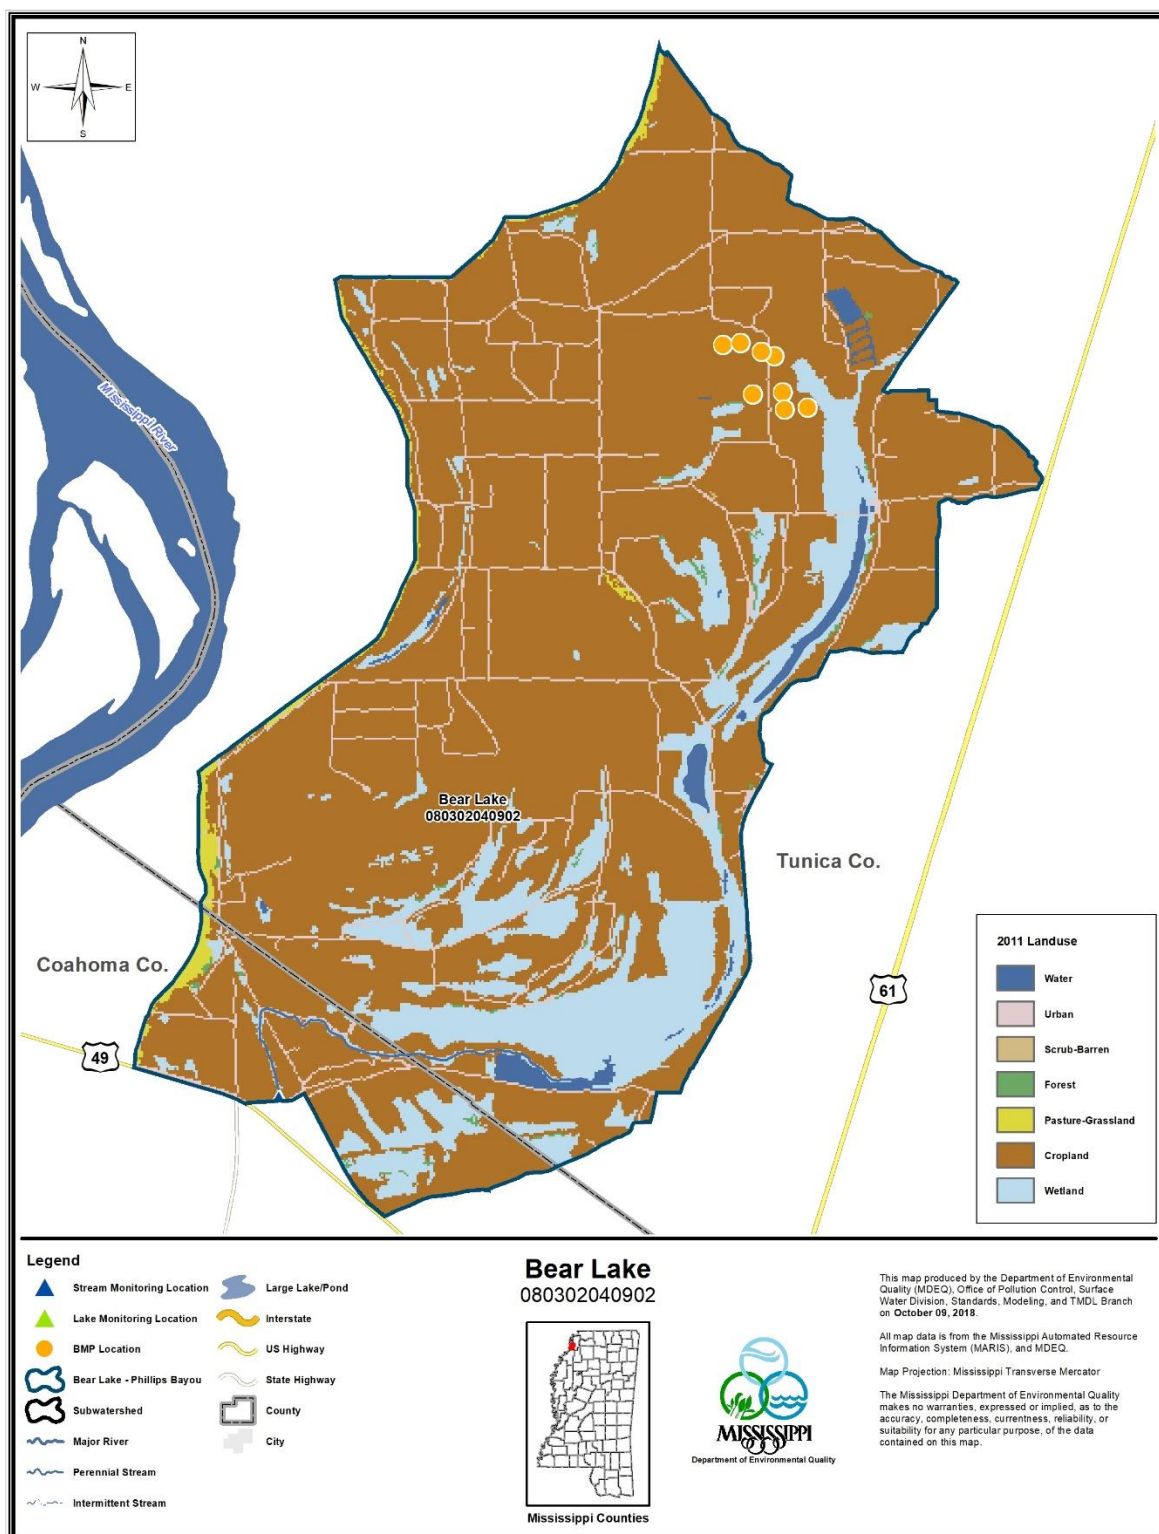 N
W
E
S
Mississippi River
Bear Lake
080302040902
Tunica Co.
Coahoma Co.
49
61
2011 Landuse
Water
Urban
Scrub-Barren
Forest
Pasture-Grassland
Cropland
Wetland
Legend
Stream Monitoring Location
Lake Monitoring Location
BMP Location
Bear Lake - Phillips Bayou
Subwatershed
Major River
Perennial Stream
Intermittent Stream
Large Lake/Pond
Interstate
US Highway
State Highway
County
City
Bear Lake
080302040902
Mississippi Counties
MISSISSIPPI
Department of Environmental Quality
This map produced by the Department of Environmental
Quality (MDEQ), Office of Pollution Control, Surface
Water Division, Standards, Modeling, and TMDL Branch
on October 09, 2018.
All map data is from the Mississippi Automated Resource
Information System (MARIS), and MDEQ.
Map Projection: Mississippi Transverse Mercator
The Mississippi Department of Environmental Quality
makes no warranties, expressed or implied, as to the
accuracy, completeness, currentness, reliability, or
suitability for any particular purpose, of the data
contained on this map.